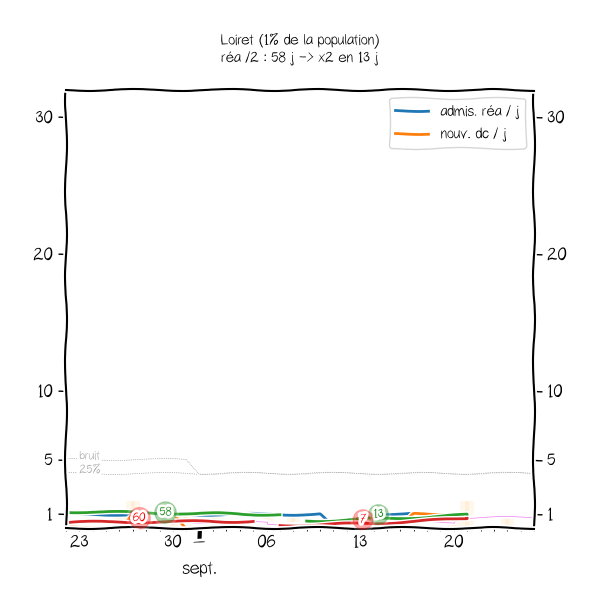 Loiret (1% de la population)
réa /2 : 58 j -> x2 en 13 j
admis. réa / j
nouv. dc / j
30 30
20 20
10 10
5 5
bruit
25%
1 1
60 58 7 13
23 30 1 06 13 20
sept.